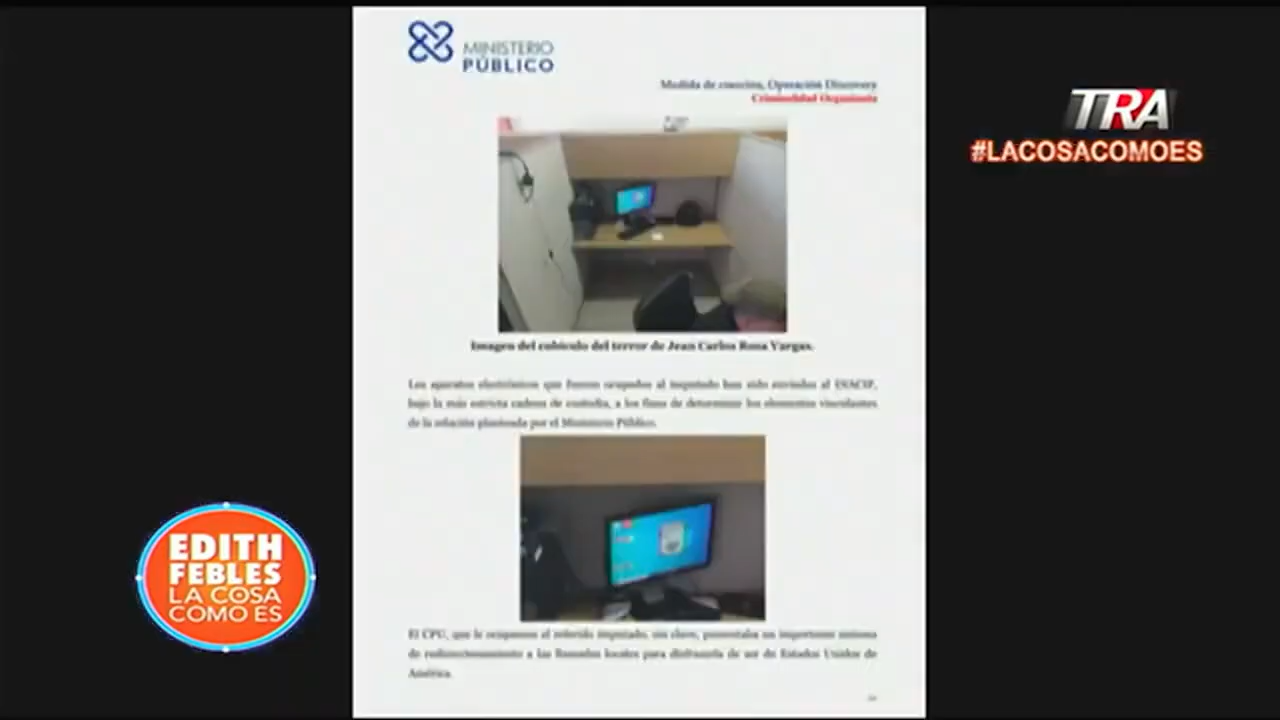 MINISTERIO
PÚBLICO
Medida de coerción, Operación Discovery
Criminalidad Organizada
TRA
#LACOSACOMOES
Imagen del cubículo del terror de Jean Carlos Rosa Vargas.
Los aparatos electrónicos que fueron ocupados al imputado han sido enviados al INACIF,
bajo la más estricta cadena de custodia, a los fines de determinar los elementos vinculantes
de la relación planteada por el Ministerio Público.
EDITH
FEBLES
LA COSA
COMO ES
El CPU, que le ocupamos al referido imputado, sin clave, presentaba un importante sistema
de redireccionamiento a las llamadas locales para disfrazarla de ser de Estados Unidos de
América.